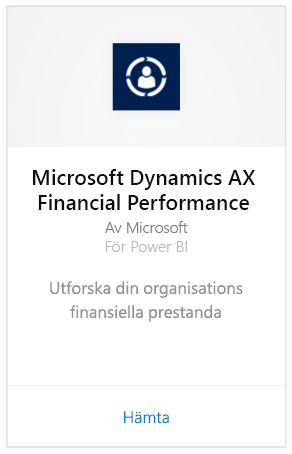 Microsoft Dynamics AX
Financial Performance
Av Microsoft
För Power BI
Utforska din organisations
finansiella prestanda
Hämta